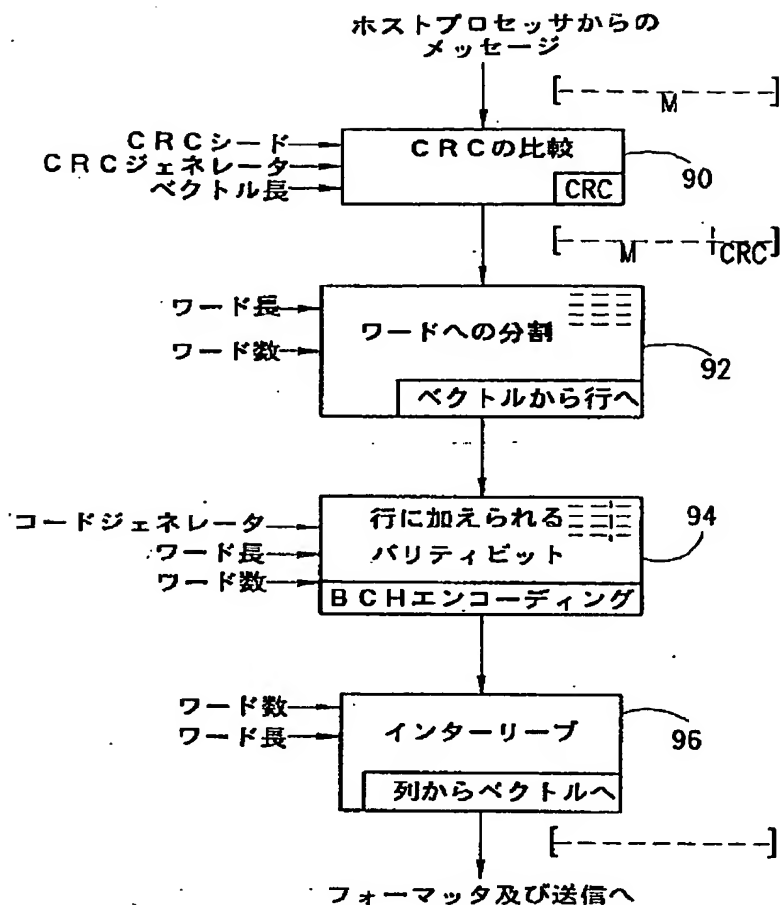 ホストプロセッサからの
メッセージ
[-----------]
M
CRCシード
CRCジェネレータ
ベクトル長
CRCの比較
CRC
90
[-----------]
M CRC
ワード長
ワード数
ワードへの分割
ベクトルから行へ
92
コードジェネレータ
ワード長
ワード数
行に加えられる
パリティビット
BCHエンコーディング
94
ワード数
ワード長
インターリーブ
列からベクトルへ
96
[-----------]
フォーマッタ及び送信へ